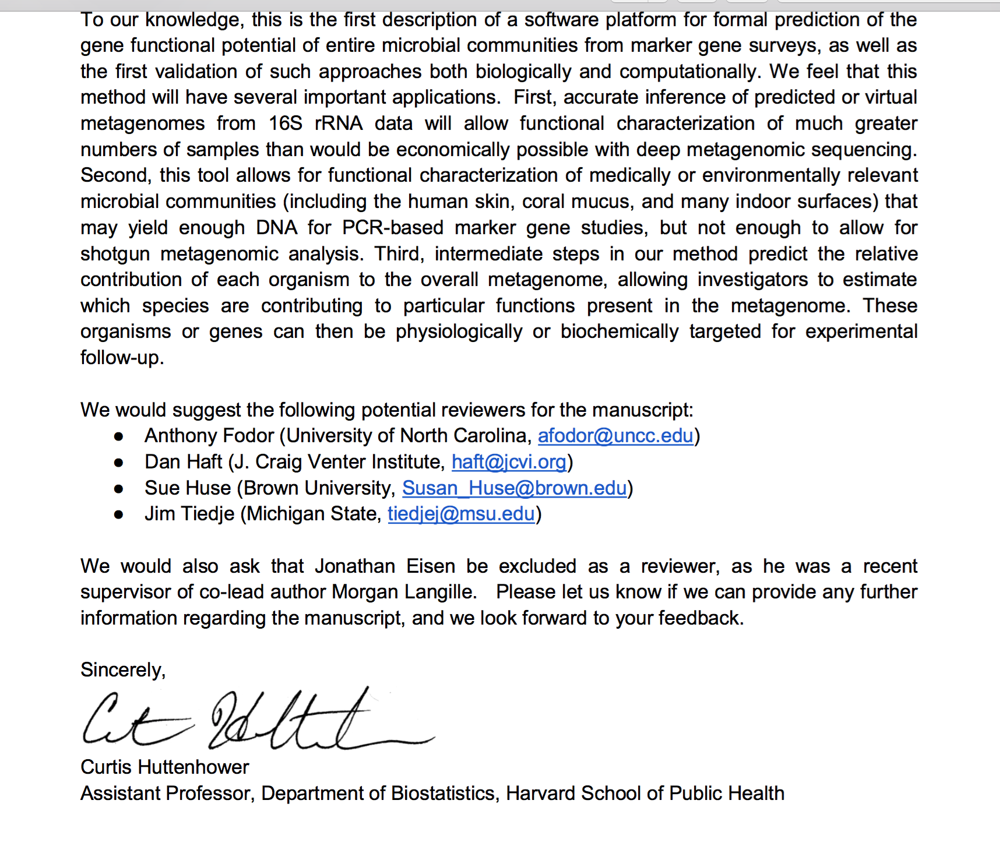 To our knowledge, this is the first description of a software platform for formal prediction of the
gene functional potential of entire microbial communities from marker gene surveys, as well as
the first validation of such approaches both biologically and computationally. We feel that this
method will have several important applications.  First, accurate inference of predicted or virtual
metagenomes from 16S rRNA data will allow functional characterization of much greater
numbers of samples than would be economically possible with deep metagenomic sequencing.
Second, this tool allows for functional characterization of medically or environmentally relevant
microbial communities (including the human skin, coral mucus, and many indoor surfaces) that
may yield enough DNA for PCR-based marker gene studies, but not enough to allow for
shotgun metagenomic analysis. Third, intermediate steps in our method predict the relative
contribution of each organism to the overall metagenome, allowing investigators to estimate
which species are contributing to particular functions present in the metagenome. These
organisms or genes can then be physiologically or biochemically targeted for experimental
follow-up.
We would suggest the following potential reviewers for the manuscript:
● Anthony Fodor (University of North Carolina, afodor@uncc.edu)
● Dan Haft (J. Craig Venter Institute, haft@jcvi.org)
● Sue Huse (Brown University, Susan_Huse@brown.edu)
● Jim Tiedje (Michigan State, tiedjej@msu.edu)
We would also ask that Jonathan Eisen be excluded as a reviewer, as he was a recent
supervisor of co-lead author Morgan Langille.   Please let us know if we can provide any further
information regarding the manuscript, and we look forward to your feedback.
Sincerely,
Curtis Huttenhower
Assistant Professor, Department of Biostatistics, Harvard School of Public Health